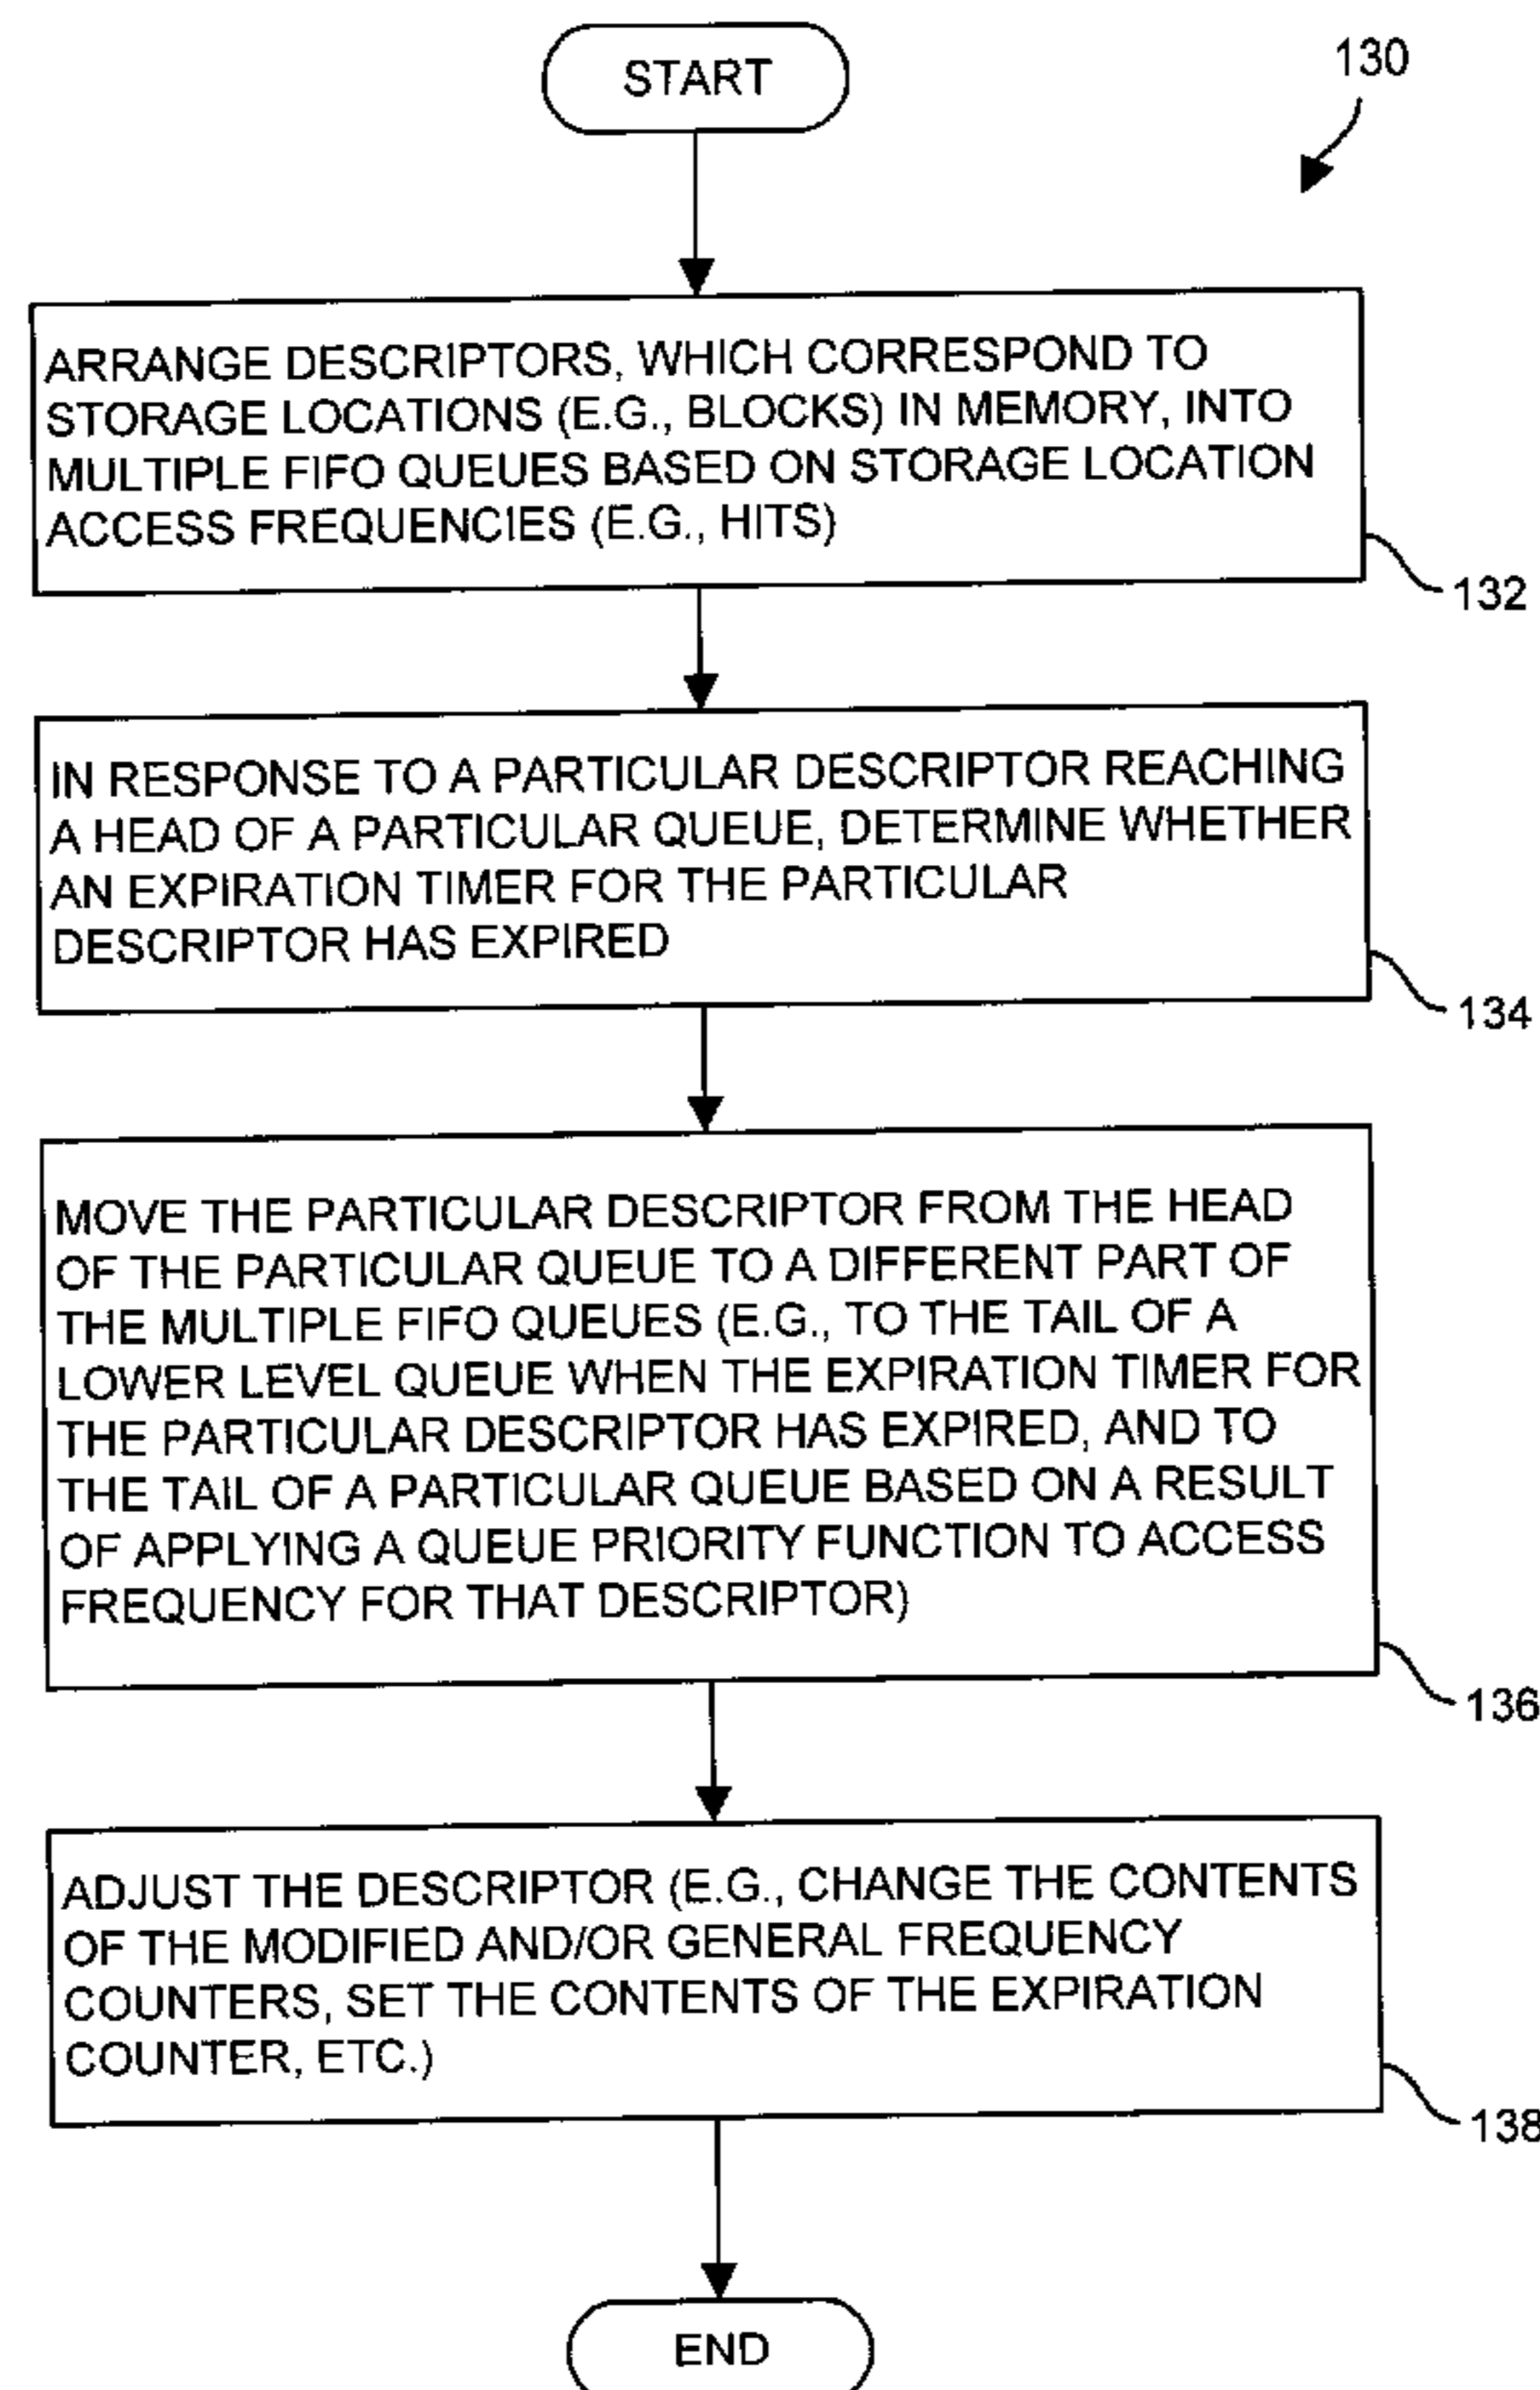 START
130
ARRANGE DESCRIPTORS, WHICH CORRESPOND TO
STORAGE LOCATIONS (E.G., BLOCKS) IN MEMORY, INTO
MULTIPLE FIFO QUEUES BASED ON STORAGE LOCATION
ACCESS FREQUENCIES (E.G., HITS)
132
IN RESPONSE TO A PARTICULAR DESCRIPTOR REACHING
A HEAD OF A PARTICULAR QUEUE, DETERMINE WHETHER
AN EXPIRATION TIMER FOR THE PARTICULAR
DESCRIPTOR HAS EXPIRED
134
MOVE THE PARTICULAR DESCRIPTOR FROM THE HEAD
OF THE PARTICULAR QUEUE TO A DIFFERENT PART OF
THE MULTIPLE FIFO QUEUES (E.G., TO THE TAIL OF A
LOWER LEVEL QUEUE WHEN THE EXPIRATION TIMER FOR
THE PARTICULAR DESCRIPTOR HAS EXPIRED, AND TO
THE TAIL OF A PARTICULAR QUEUE BASED ON A RESULT
OF APPLYING A QUEUE PRIORITY FUNCTION TO ACCESS
FREQUENCY FOR THAT DESCRIPTOR)
136
ADJUST THE DESCRIPTOR (E.G., CHANGE THE CONTENTS
OF THE MODIFIED AND/OR GENERAL FREQUENCY
COUNTERS, SET THE CONTENTS OF THE EXPIRATION
COUNTER, ETC.)
138
END